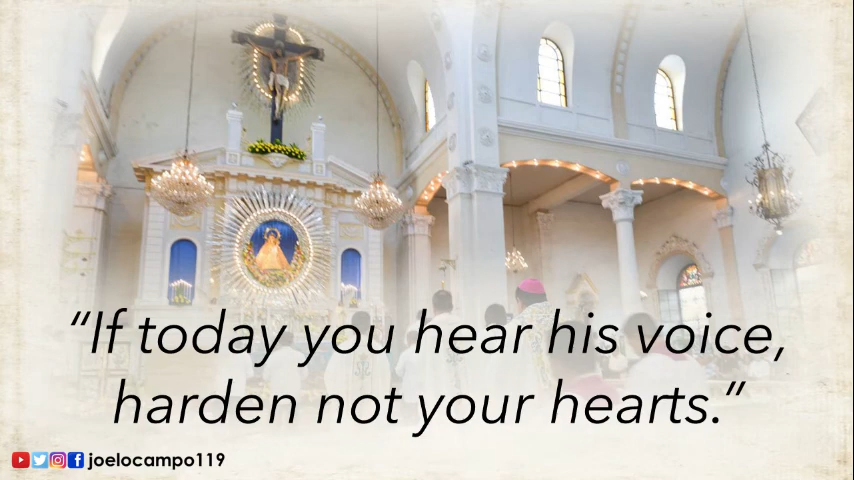 “If today you hear his voice,
harden not your hearts.”
joelocampo119